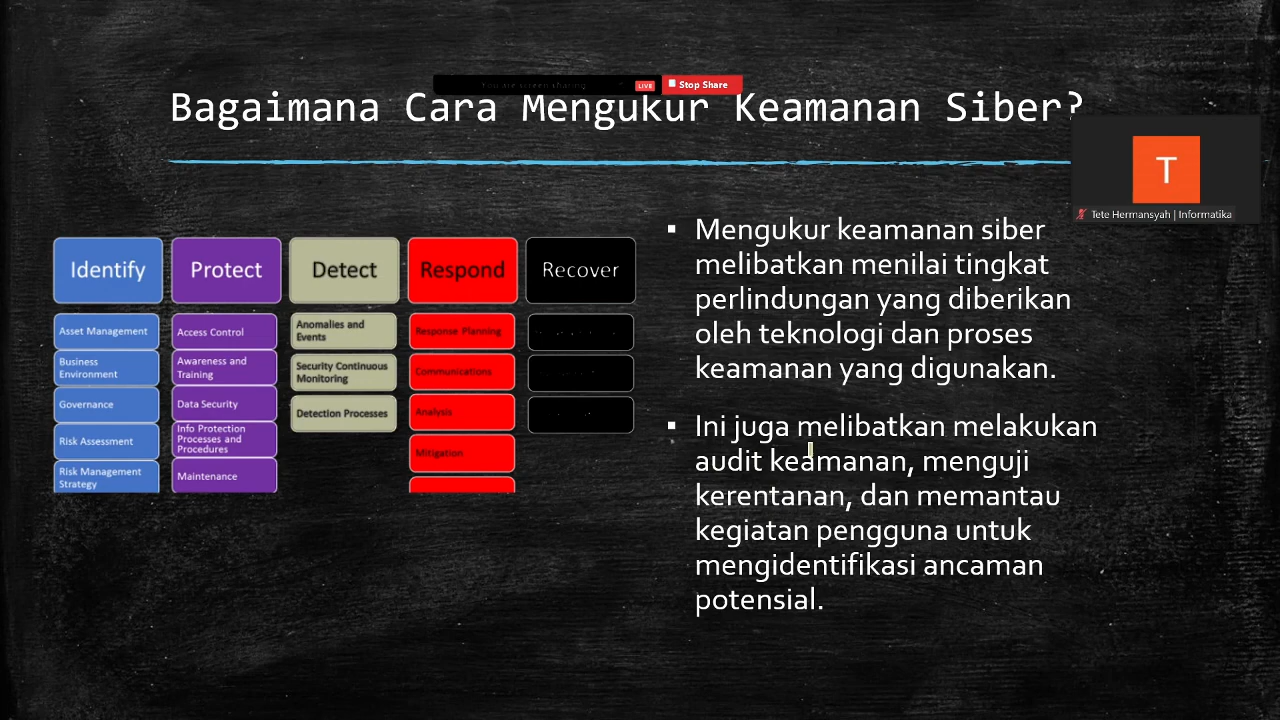 LIVE
Stop Share
Bagaimana Cara Mengukur Keamanan Siber?
T
Tete Hermansyah | Informatika
Identify
Protect
Detect
Respond
Recover
Asset Management
Business
Environment
Governance
Risk Assessment
Risk Management
Strategy
Access Control
Awareness and
Training
Data Security
Info Protection
Processes and
Procedures
Maintenance
Anomalies and
Events
Security Continuous
Monitoring
Detection Processes
Response Planning
Communications
Analysis
Mitigation
▪ Mengukur keamanan siber
melibatkan menilai tingkat
perlindungan yang diberikan
oleh teknologi dan proses
keamanan yang digunakan.
▪ Ini juga melibatkan melakukan
audit keamanan, menguji
kerentanan, dan memantau
kegiatan pengguna untuk
mengidentifikasi ancaman
potensial.